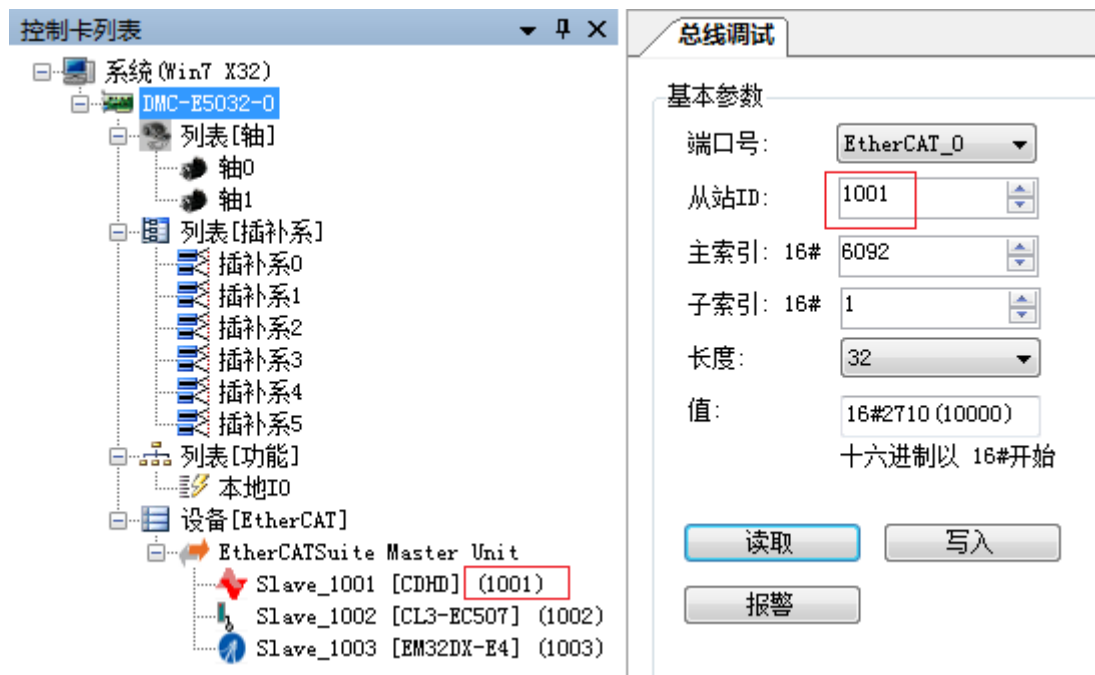 控制卡列表
系统(Win7 X32)
DMC-E5032-0
列表[轴]
轴0
轴1
列表[插补系]
插补系0
插补系1
插补系2
插补系3
插补系4
插补系5
列表[功能]
本地IO
设备[EtherCAT]
EtherCATSuite Master Unit
Slave_1001 [CDHD] (1001)
Slave_1002 [CL3-EC507] (1002)
Slave_1003 [EM32DX-E4] (1003)
总线调试
基本参数
端口号: EtherCAT_0
从站ID: 1001
主索引: 16# 6092
子索引: 16# 1
长度: 32
值: 16#2710(10000)
十六进制以 16#开始
读取 写入
报警